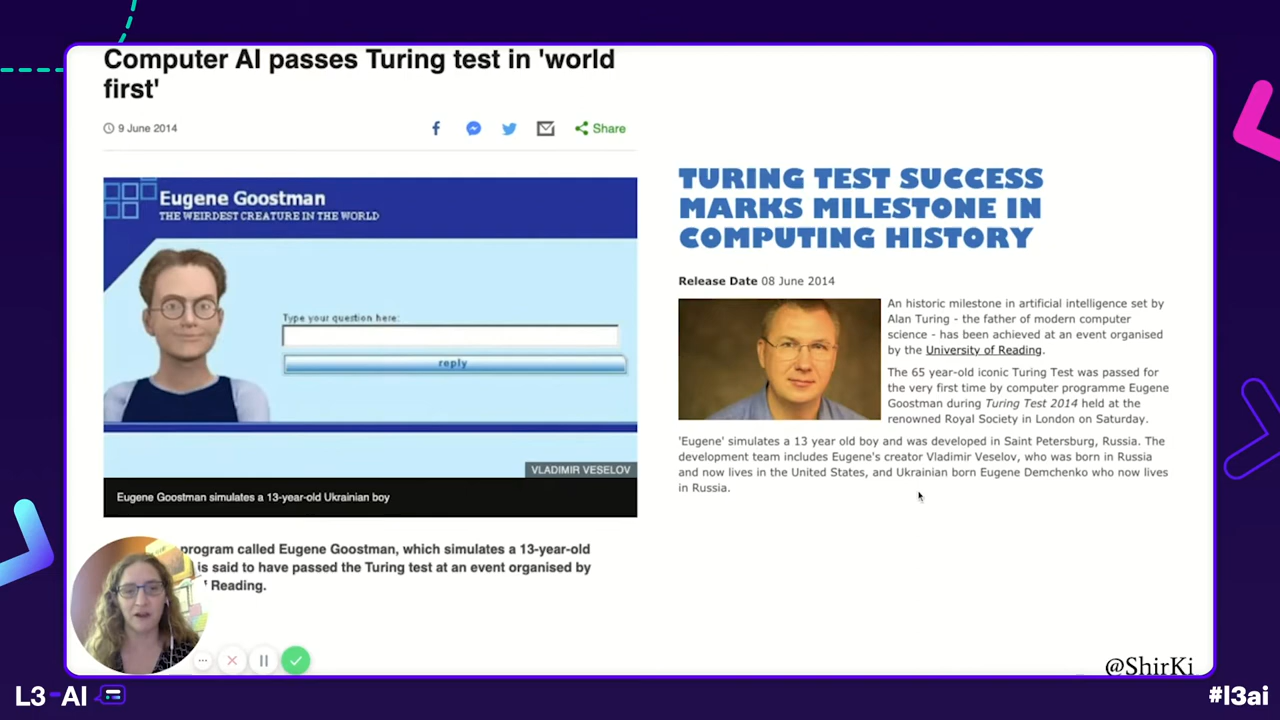 Computer AI passes Turing test in 'world
first'
9 June 2014
Share
Eugene Goostman
THE WEIRDEST CREATURE IN THE WORLD
Type your question here:
reply
VLADIMIR VESELOV
Eugene Goostman simulates a 13-year-old Ukrainian boy
program called Eugene Goostman, which simulates a 13-year-old
is said to have passed the Turing test at an event organised by
Reading.
TURING TEST SUCCESS
MARKS MILESTONE IN
COMPUTING HISTORY
Release Date 08 June 2014
An historic milestone in artificial intelligence set by
Alan Turing - the father of modern computer
science - has been achieved at an event organised
by the University of Reading.
The 65 year-old iconic Turing Test was passed for
the very first time by computer programme Eugene
Goostman during Turing Test 2014 held at the
renowned Royal Society in London on Saturday.
'Eugene' simulates a 13 year old boy and was developed in Saint Petersburg, Russia. The
development team includes Eugene's creator Vladimir Veselov, who was born in Russia
and now lives in the United States, and Ukrainian born Eugene Demchenko who now lives
in Russia.
@ShirKi
L3-AI
#l3ai